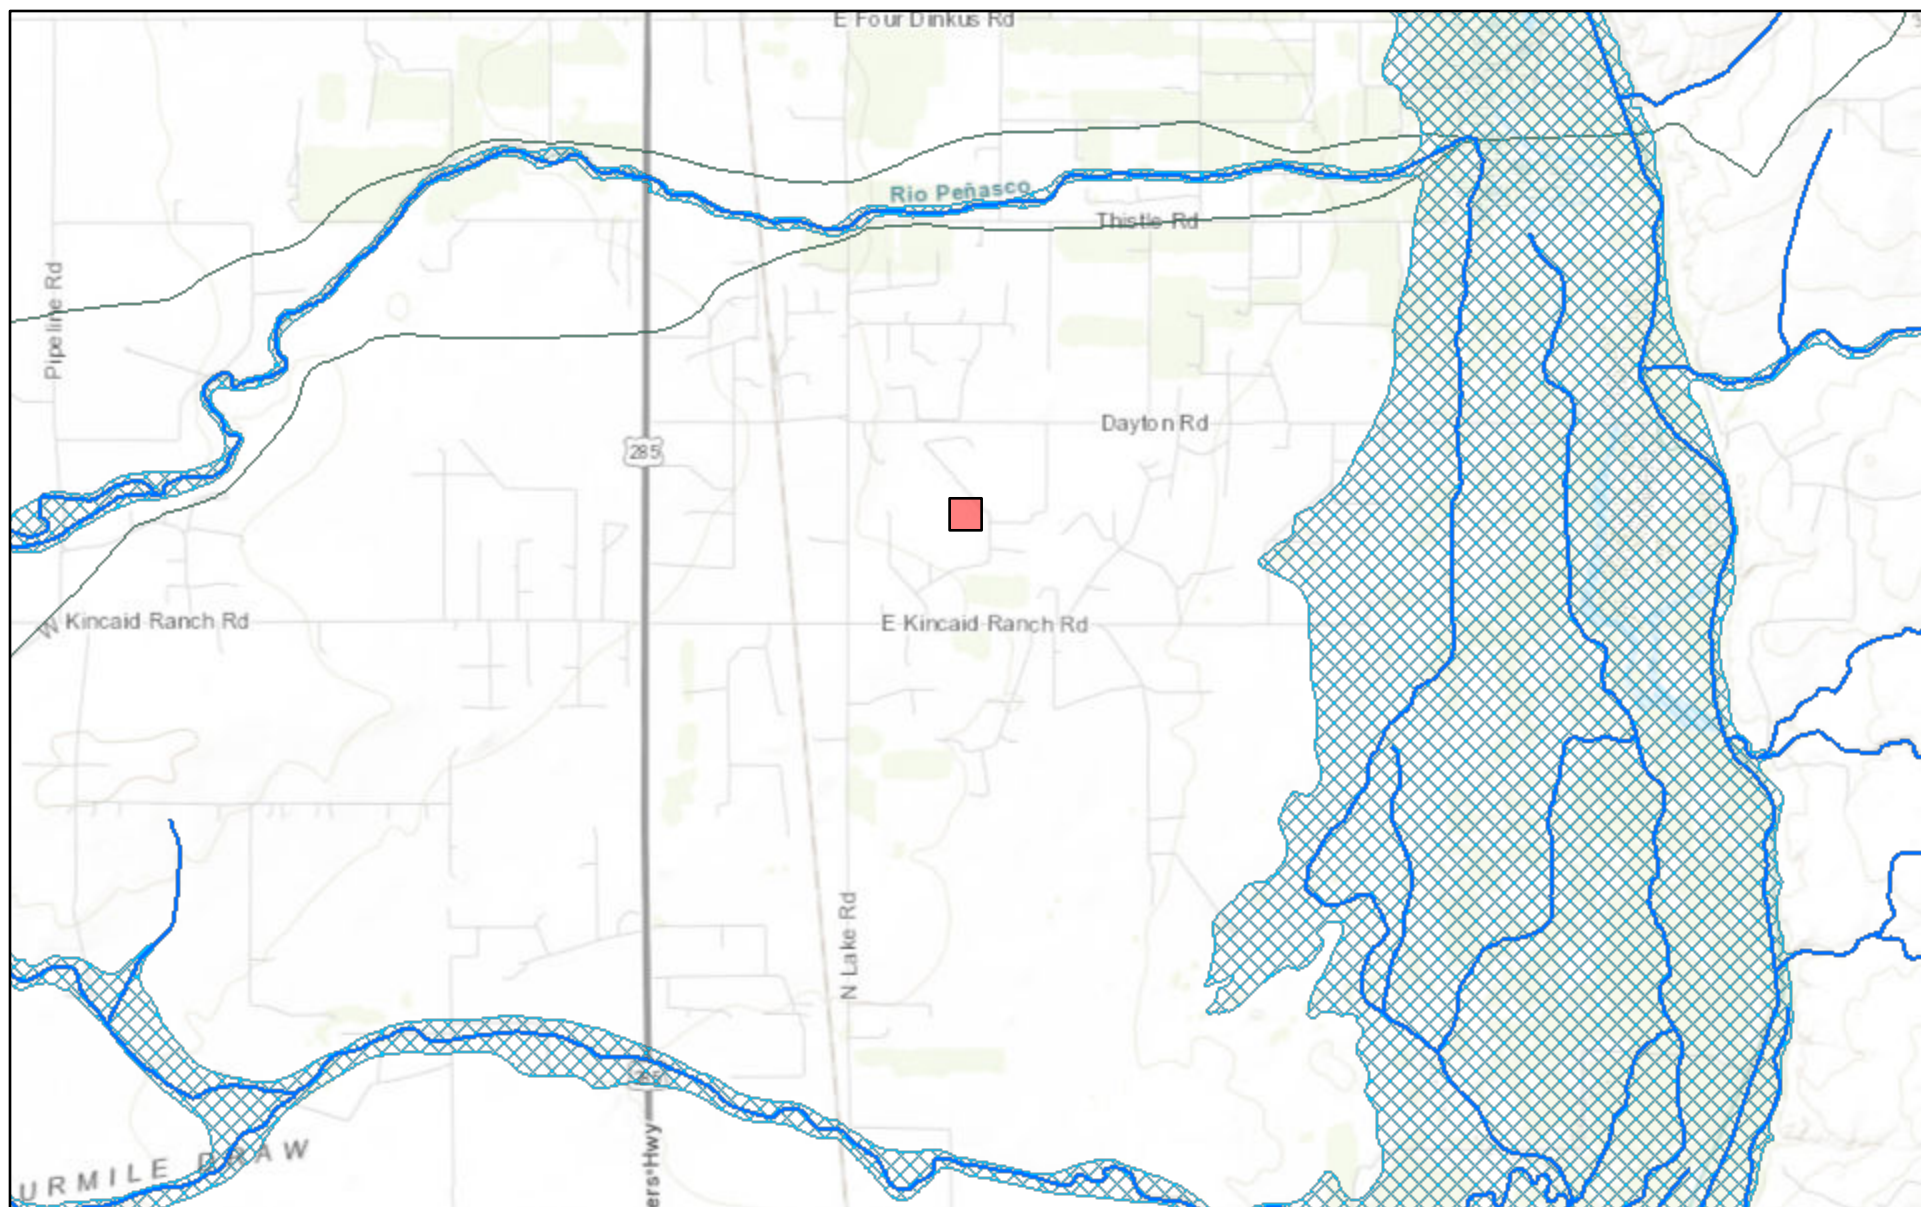 E Four Dinkus Rd
Rio Peñasco
Thistle Rd
Pipeline Rd
Dayton Rd
285
W Kincaid Ranch Rd
E Kincaid Ranch Rd
N Lake Rd
URMILE DRAW
ers Hwy